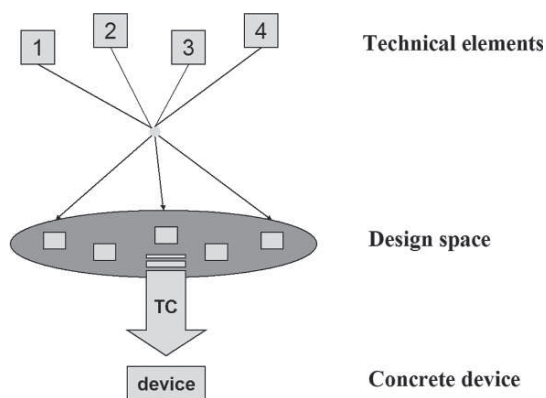 1
2
3
4
Technical elements
Design space
TC
device
Concrete device